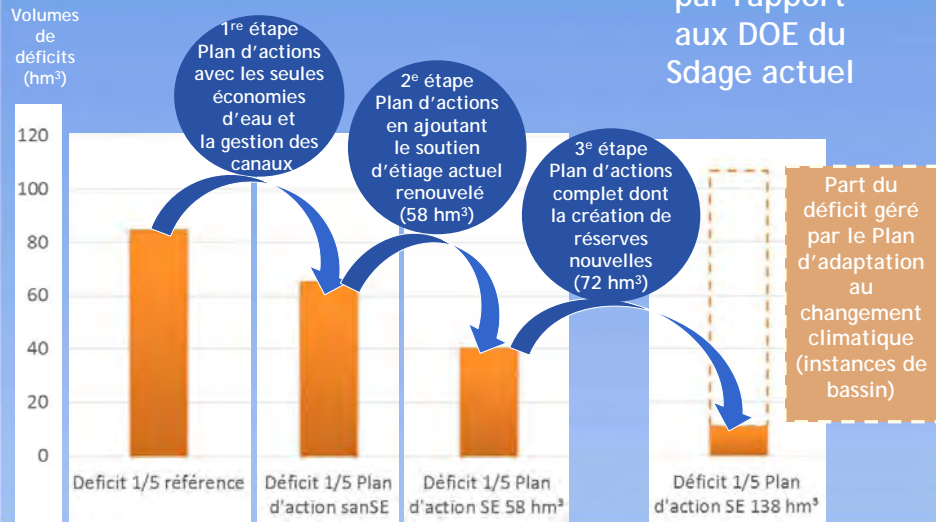 Volumes
de
déficits
(hm³)
par rapport
aux DOE du
Sdage actuel
1re étape
Plan d'actions
avec les seules
économies
d'eau et
la gestion des
canaux
2e étape
Plan d'actions
en ajoutant
le soutien
d'étiage actuel
renouvelé
(58 hm³)
3e étape
Plan d'actions
complet dont
la création de
réserves
nouvelles
(72 hm³)
Part du
déficit géré
par le Plan
d'adaptation
au
changement
climatique
(instances de
bassin)
120
100
80
60
40
20
0
Deficit 1/5 référence
Déficit 1/5 Plan
d'action sanSE
Déficit 1/5 Plan
d'action SE 58 hm³
Déficit 1/5 Plan
d'action SE 138 hm³